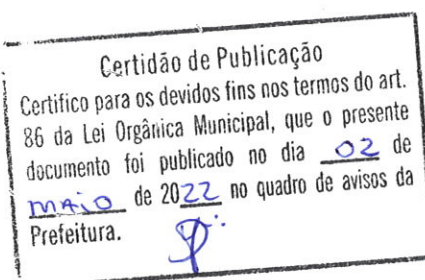 Certidão de Publicação
Certifico para os devidos fins nos termos do art.
86 da Lei Orgânica Municipal, que o presente
documento foi publicado no dia 02 de
MAIO de 2022 no quadro de avisos da
Prefeitura.